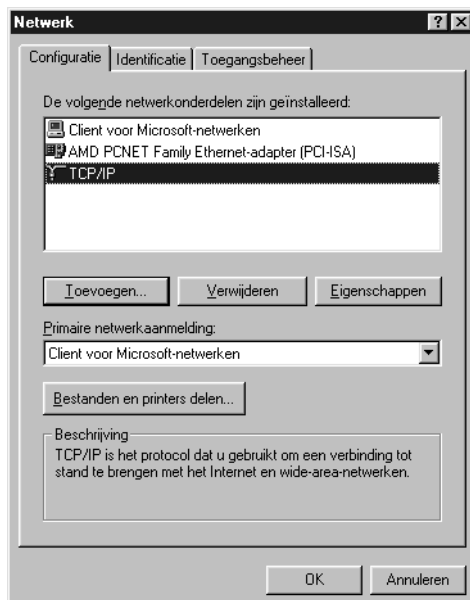 Netwerk
Configuratie
Identificatie
Toegangsbeheer
De volgende netwerkonderdelen zijn geïnstalleerd:
Client voor Microsoft-netwerken
AMD PCNET Family Ethernet-adapter (PCI-ISA)
TCP/IP
Toevoegen...
Verwijderen
Eigenschappen
Primaire netwerkaanmelding:
Client voor Microsoft-netwerken
Bestanden en printers delen...
Beschrijving
TCP/IP is het protocol dat u gebruikt om een verbinding tot
stand te brengen met het Internet en wide-area-netwerken.
OK
Annuleren